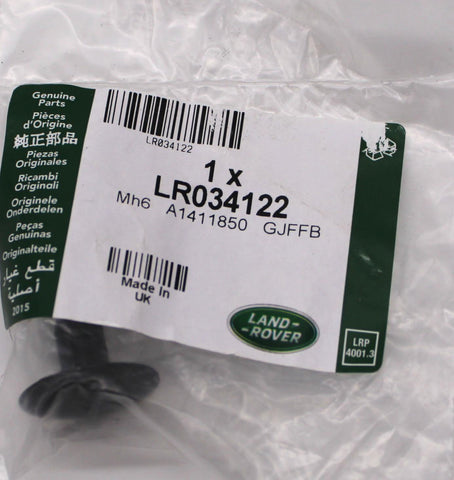 Genuine
Parts
Pièces
d'Origine
純正部品
Piezas
Originales
Ricambi
Originali
Originele
Onderdelen
Peças
Genuinas
Originalteile
قطع غيار
أصلية
2015
LR034122
1 x
LR034122
Mh6 A1411850 GJFFB
Made In
UK
LAND-
ROVER
LRP
4001.3